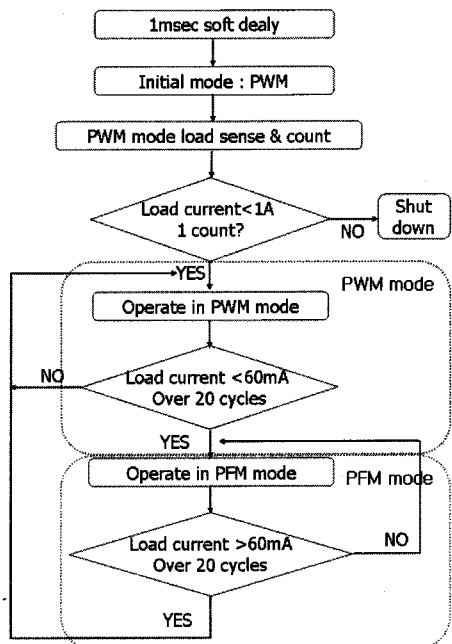 1msec soft dealy
Initial mode : PWM
PWM mode load sense & count
Load current<1A
1 count?
NO
Shut
down
YES
PWM mode
Operate in PWM mode
NO
Load current <60mA
Over 20 cycles
YES
Operate in PFM mode
PFM mode
Load current >60mA
Over 20 cycles
NO
YES